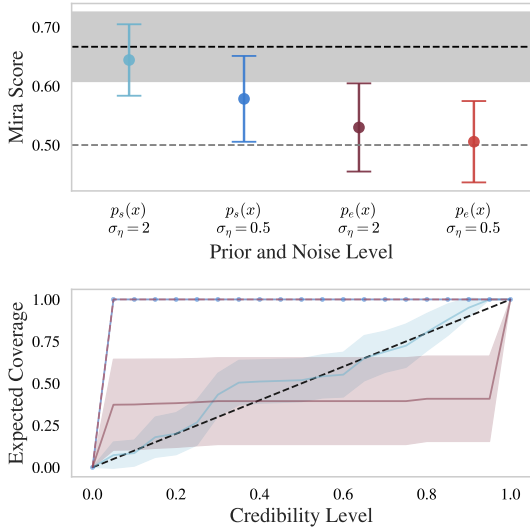 0.70
0.60
0.50
Mira Score
p_s(x) p_s(x) p_e(x) p_e(x)
σ_η = 2 σ_η = 0.5 σ_η = 2 σ_η = 0.5
Prior and Noise Level
1.00
0.75
0.50
0.25
0.00
Expected Coverage
0.0 0.2 0.4 0.6 0.8 1.0
Credibility Level